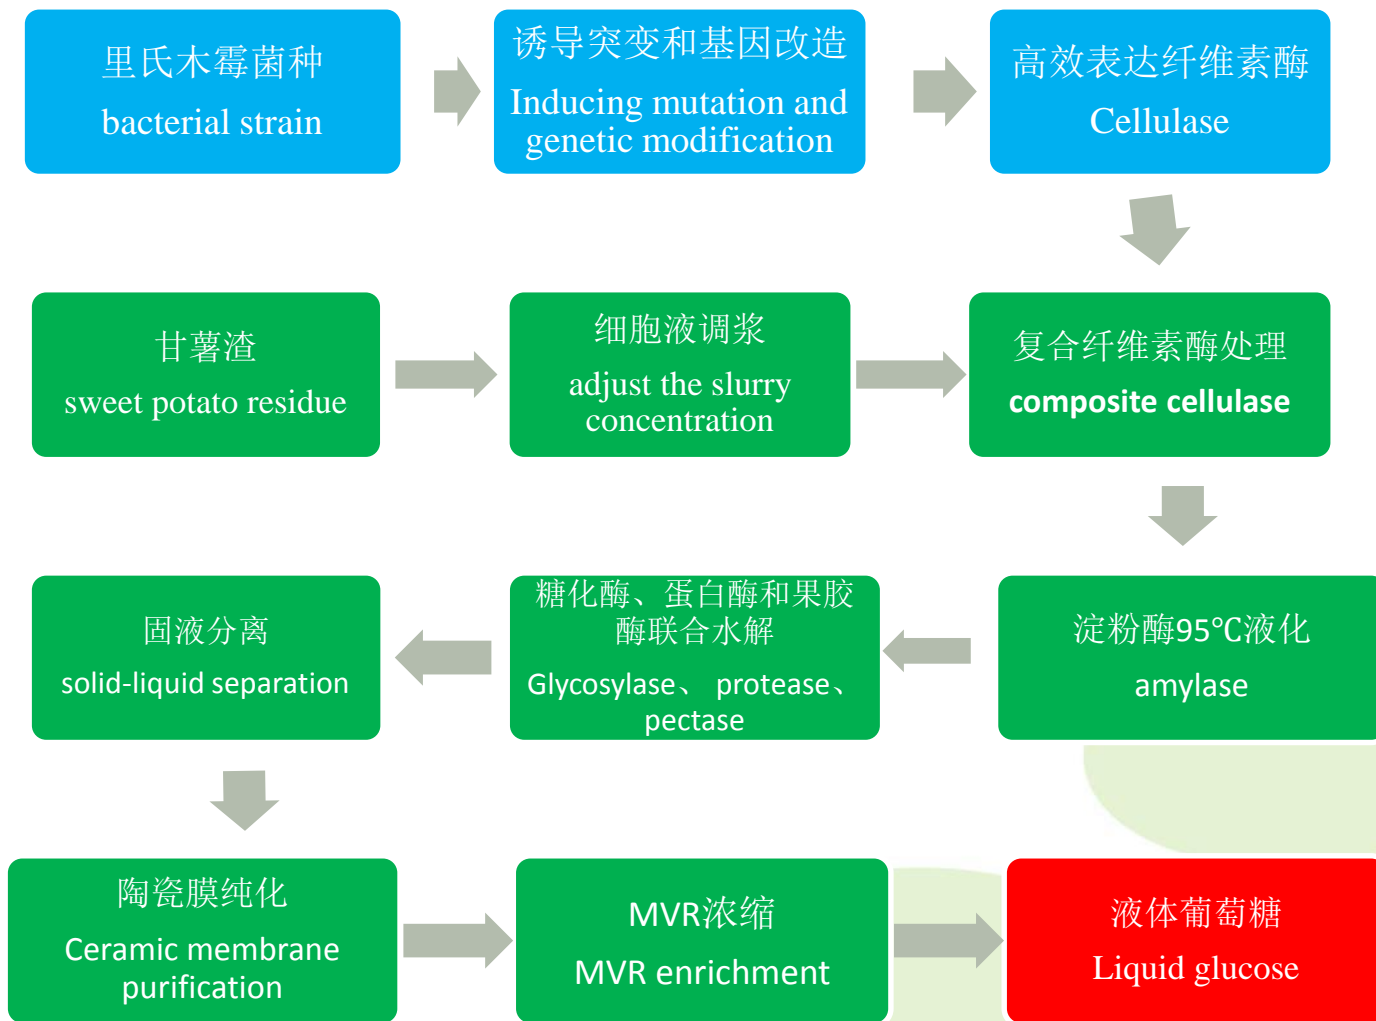 里氏木霉菌种
bacterial strain
诱导突变和基因改造
Inducing mutation and
genetic modification
高效表达纤维素酶
Cellulase
甘薯渣
sweet potato residue
细胞液调浆
adjust the slurry
concentration
复合纤维素酶处理
composite cellulase
淀粉酶95℃液化
amylase
糖化酶、蛋白酶和果胶
酶联合水解
Glycosylase、 protease、
pectase
固液分离
solid-liquid separation
陶瓷膜纯化
Ceramic membrane
purification
MVR浓缩
MVR enrichment
液体葡萄糖
Liquid glucose